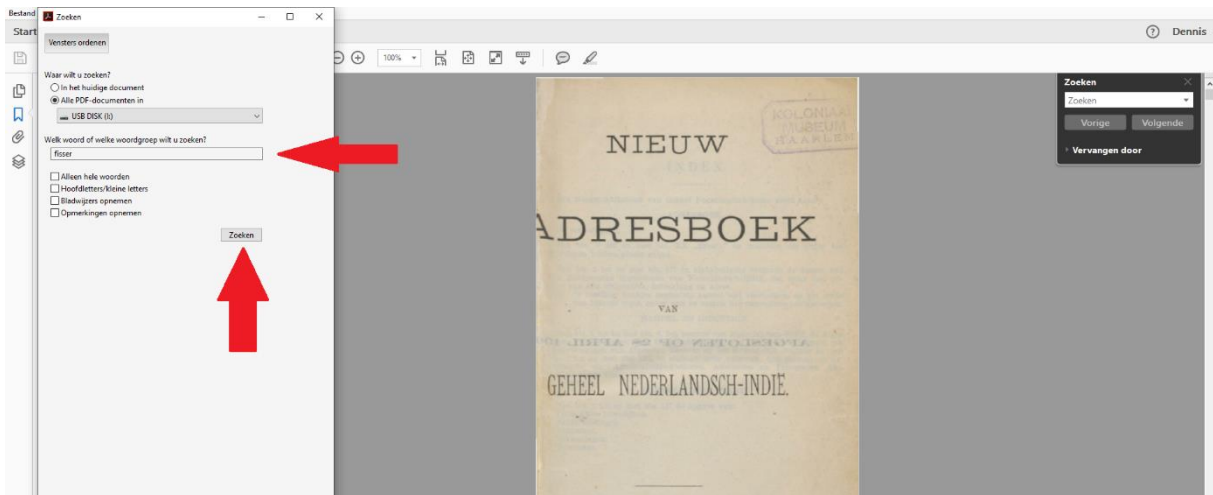 Bestand
Zoeken
Start
Dennis
Vensters ordenen
100%
Waar wilt u zoeken?
In het huidige document
Alle PDF-documenten in
USB DISK (I:)
Welk woord of welke woordgroep wilt u zoeken?
fisser
Alleen hele woorden
Hoofdletters/kleine letters
Bladwijzers opnemen
Opmerkingen opnemen
Zoeken
KOLONIAAL
MUSEUM
HAARLEM
NIEUW
INDEX
ADRESBOEK
VAN
GEHEEL NEDERLANDSCH-INDIË.
Zoeken
Zoeken
Vorige
Volgende
Vervangen door